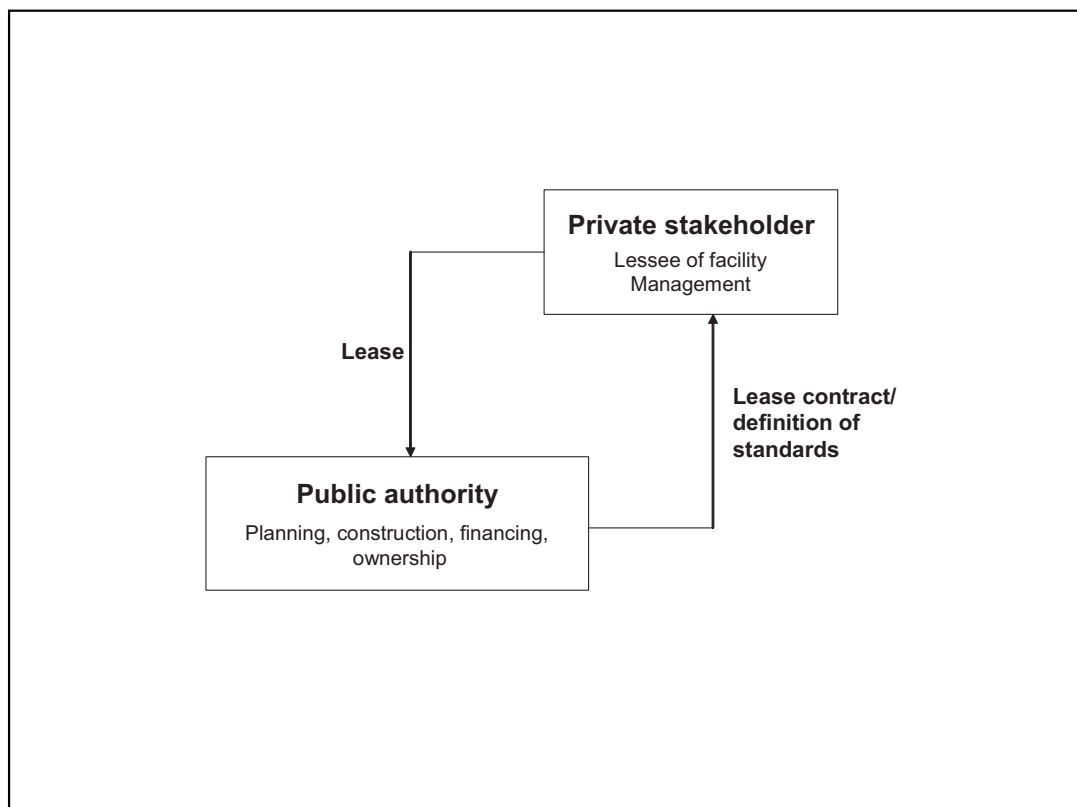 Private stakeholder
Lessee of facility
Management
Lease
Lease contract/
definition of
standards
Public authority
Planning, construction, financing,
ownership